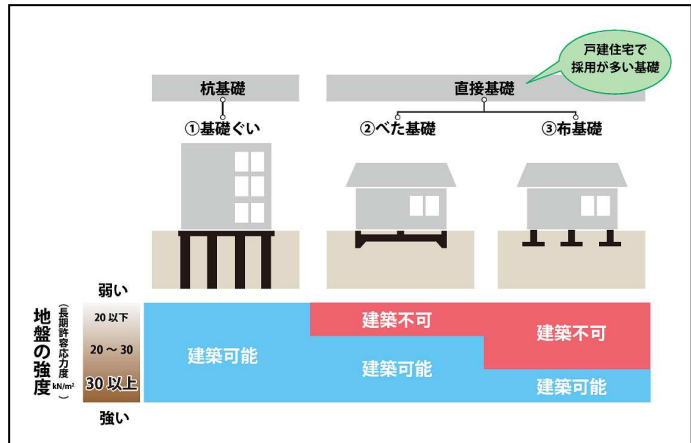 戸建住宅で
採用が多い基礎
杭基礎
直接基礎
①基礎ぐい
②べた基礎
③布基礎
弱い
地盤の強度
(長期許容応力度 kN/m²)
20以下
20～30
30以上
強い
建築可能
建築不可
建築可能
建築不可
建築可能